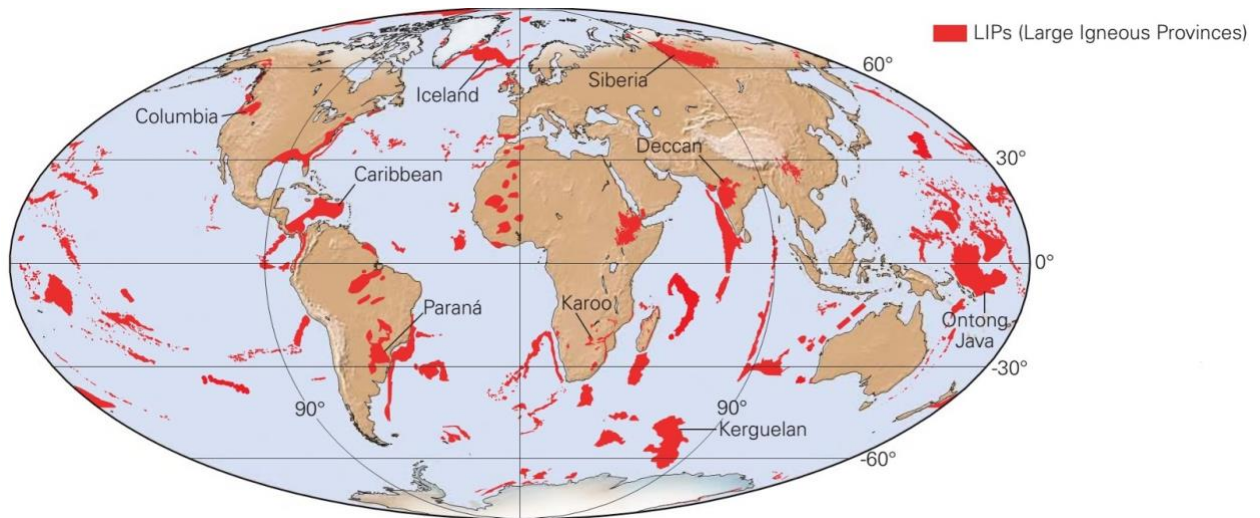 LIPs (Large Igneous Provinces)
60°
Siberia
Iceland
Columbia
Deccan
30°
Caribbean
0°
Paraná
Karoo
Ontong
Java
-30°
90°
90°
Kerguelan
-60°